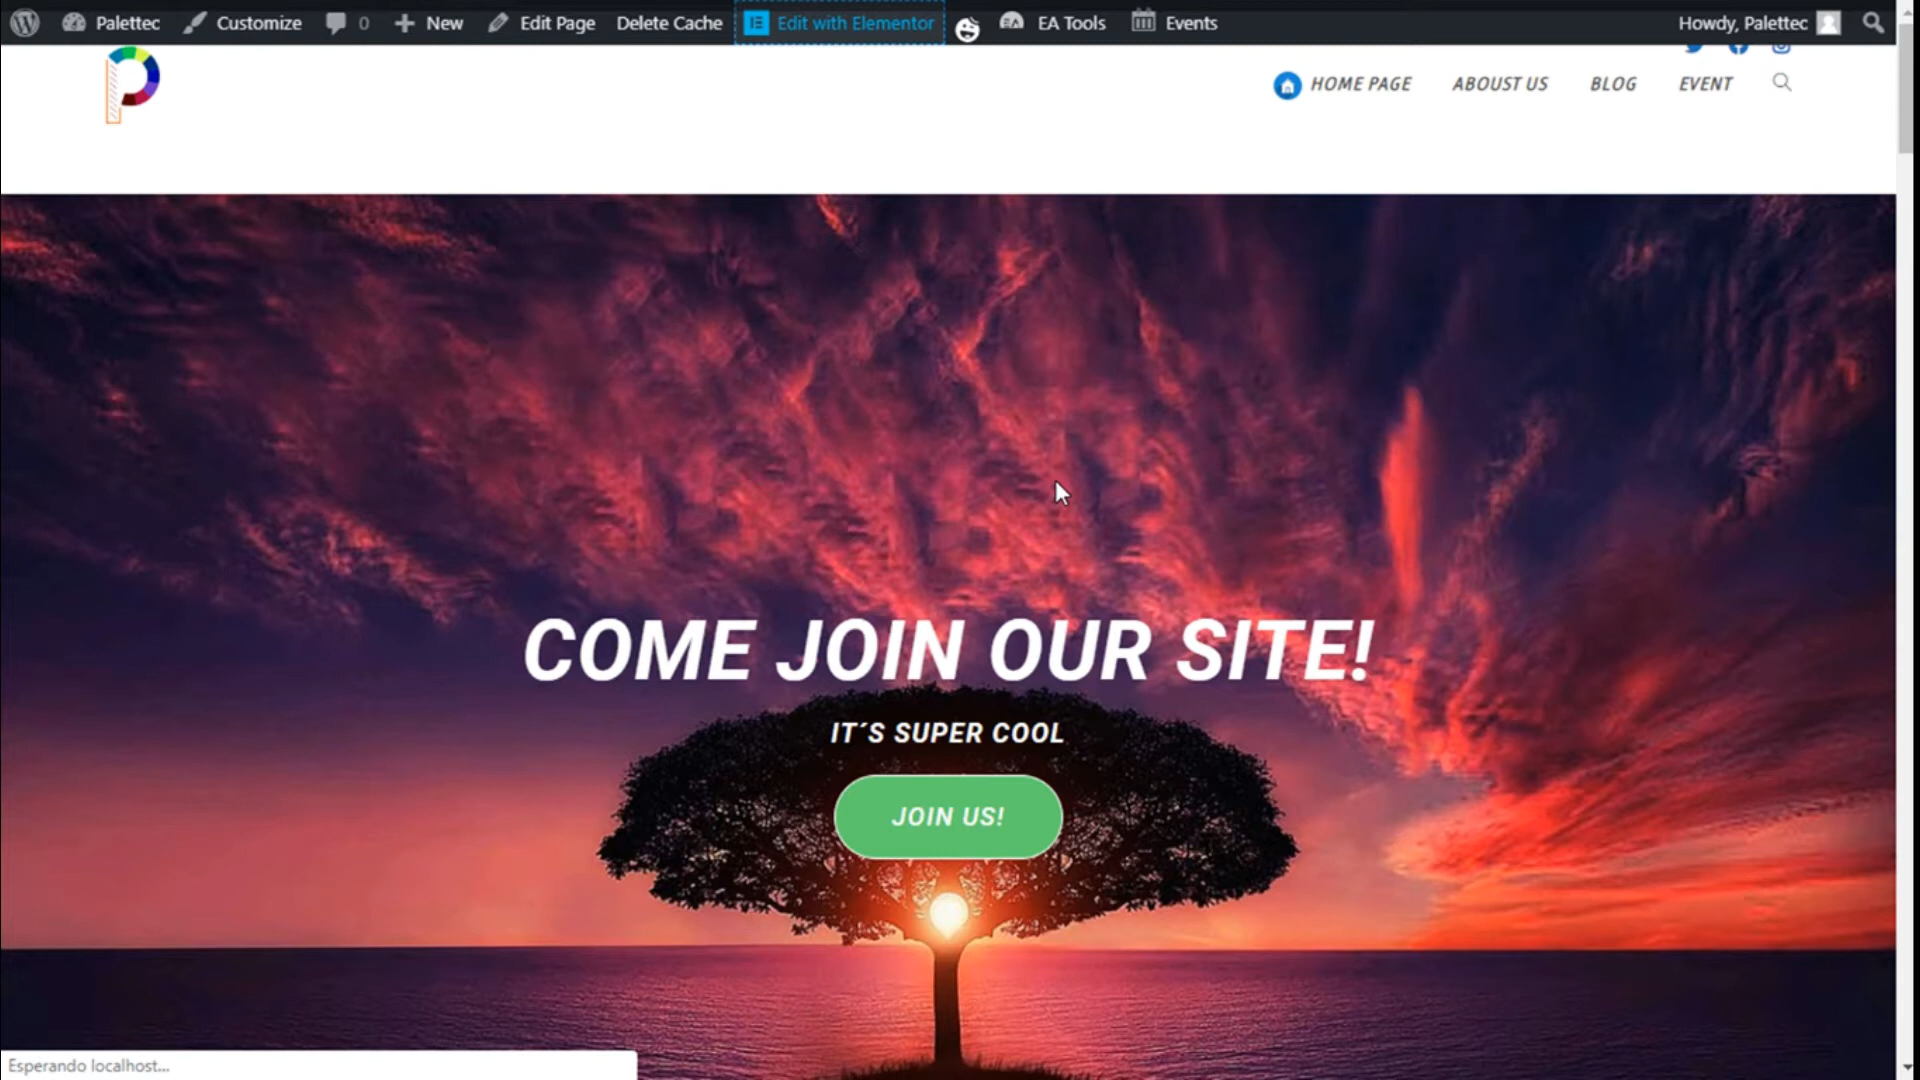 Palettec Customize 0 New Edit Page Delete Cache Edit with Elementor EA EA Tools Events Howdy, Palettec
HOME PAGE ABOUST US BLOG EVENT
COME JOIN OUR SITE!
IT´S SUPER COOL
JOIN US!
Esperando localhost...